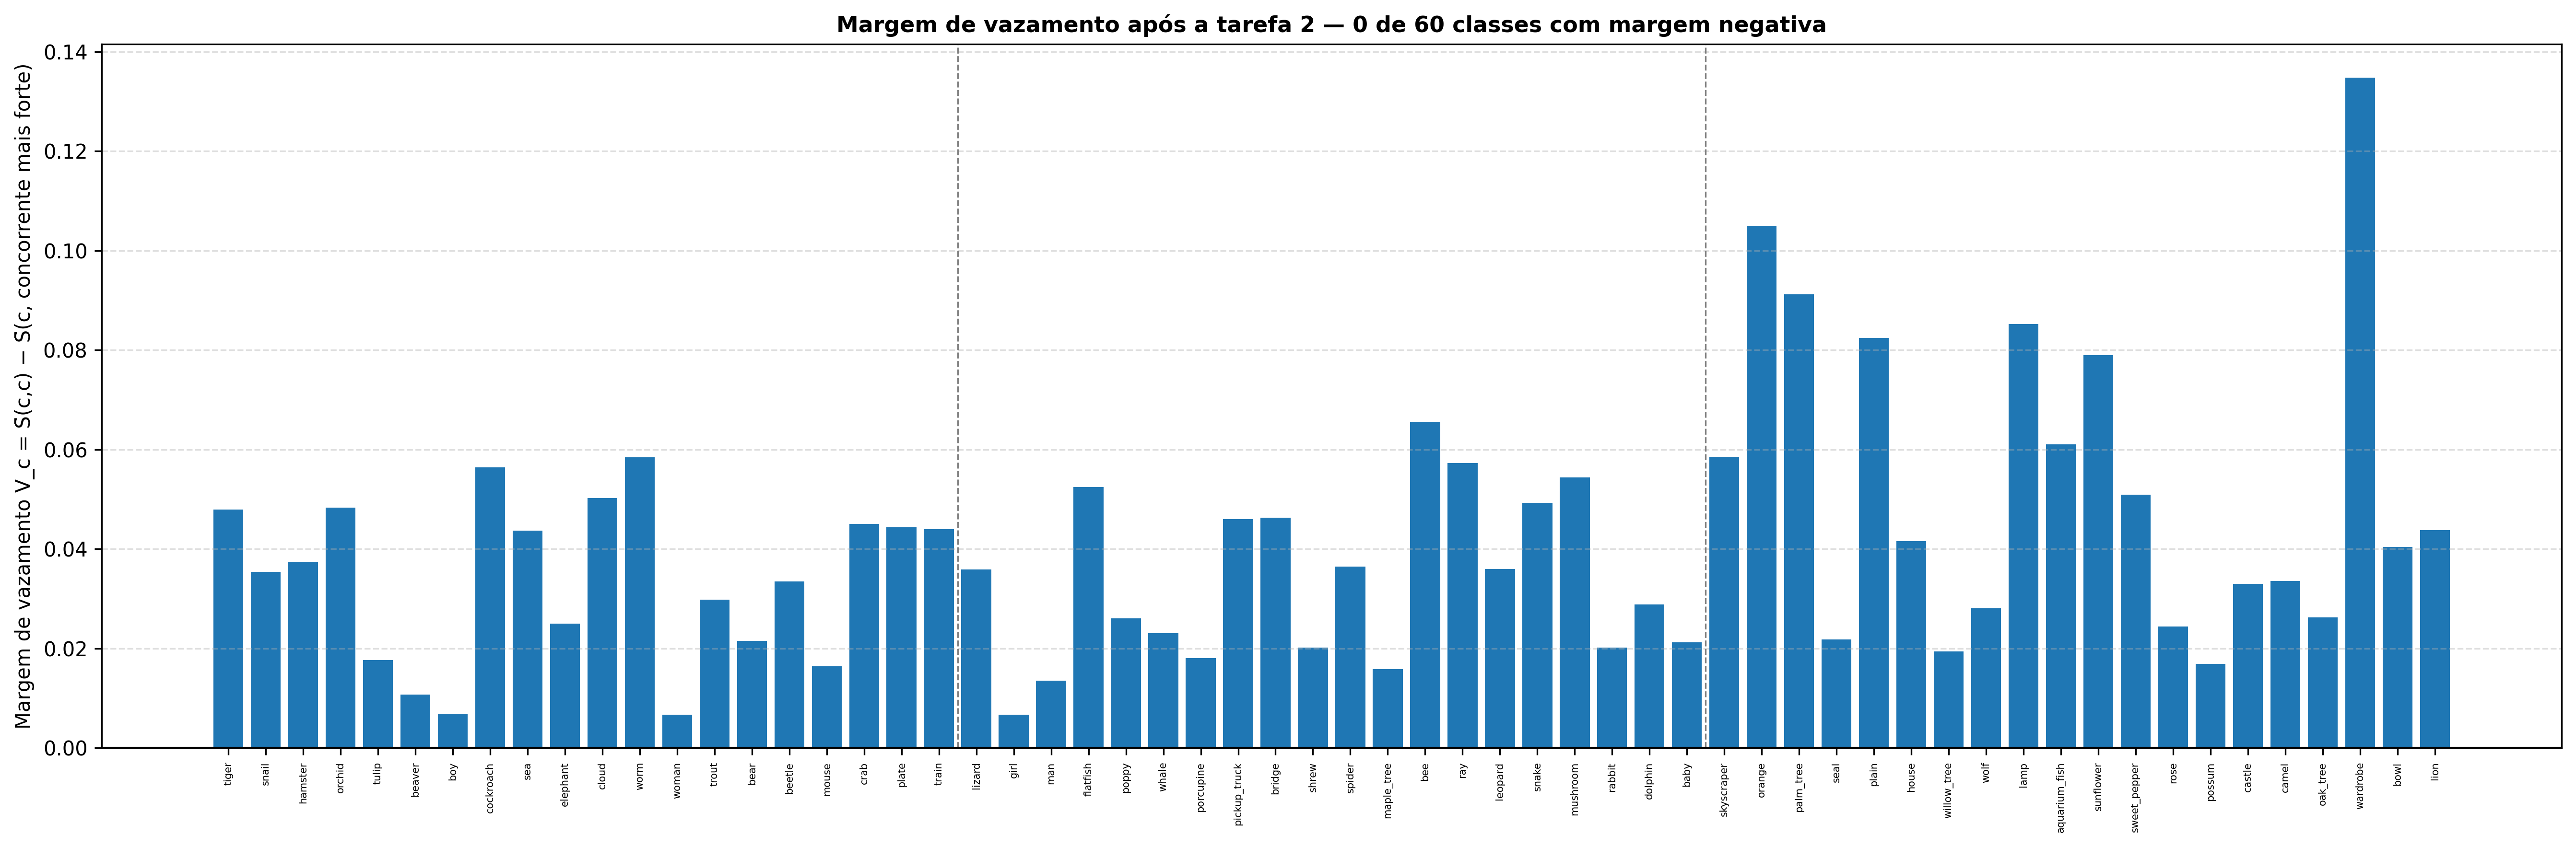 Margem de vazamento após a tarefa 2 — 0 de 60 classes com margem negativa
Margem de vazamento V_c = S(c,c) − S(c, concorrente mais forte)
0.14
0.12
0.10
0.08
0.06
0.04
0.02
0.00
tiger
snail
hamster
orchid
tulip
beaver
boy
cockroach
sea
elephant
cloud
worm
woman
trout
bear
beetle
mouse
crab
plate
train
lizard
girl
man
flatfish
poppy
whale
porcupine
pickup_truck
bridge
shrew
spider
maple_tree
bee
ray
leopard
snake
mushroom
rabbit
dolphin
baby
skyscraper
orange
palm_tree
seal
plain
house
willow_tree
wolf
lamp
aquarium_fish
sunflower
sweet_pepper
rose
possum
castle
camel
oak_tree
wardrobe
bowl
lion